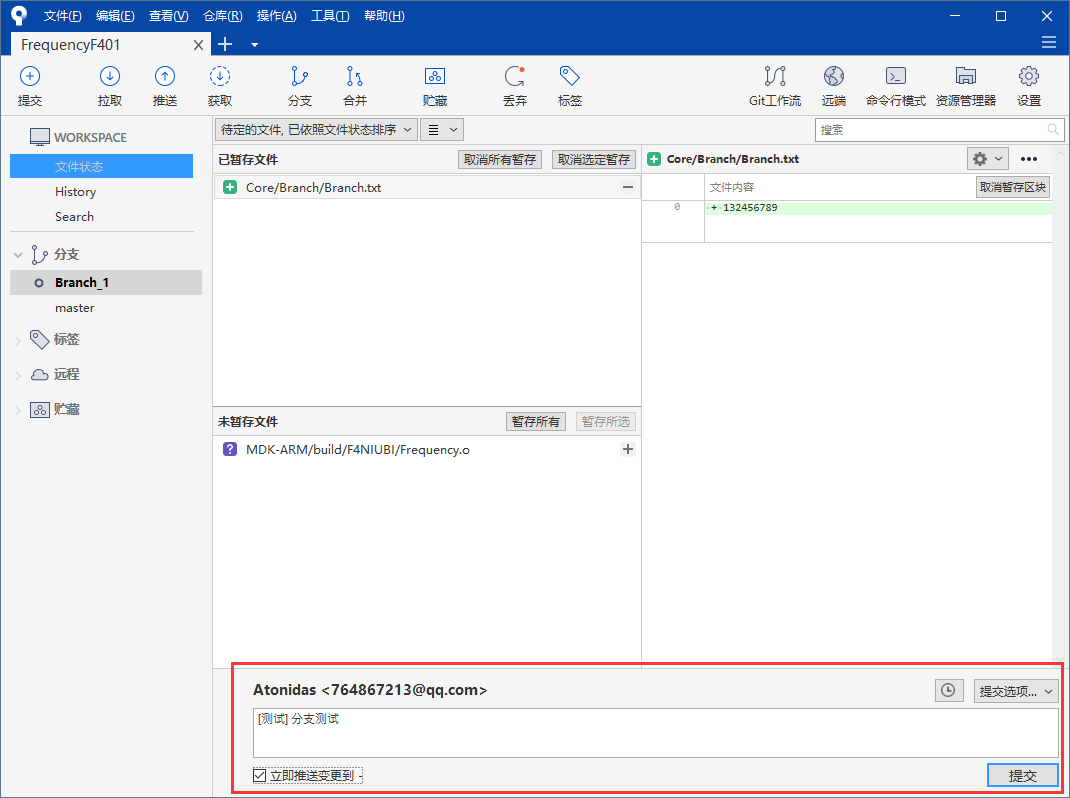 文件(F) 编辑(E) 查看(V) 仓库(R) 操作(A) 工具(T) 帮助(H)
FrequencyF401
提交 拉取 推送 获取 分支 合并 贮藏 丢弃 标签 Git工作流 远端 命令行模式 资源管理器 设置
WORKSPACE
文件状态
History
Search
分支
Branch_1
master
标签
远程
贮藏
待定的文件, 已依照文件状态排序
搜索
已暂存文件 取消所有暂存 取消选定暂存
Core/Branch/Branch.txt
未暂存文件 暂存所有 暂存所选
MDK-ARM/build/F4NIUBI/Frequency.o
Core/Branch/Branch.txt
文件内容 取消暂存区块
0 + 132456789
Atonidas <764867213@qq.com>
提交选项...
[测试] 分支测试
立即推送变更到 -
提交